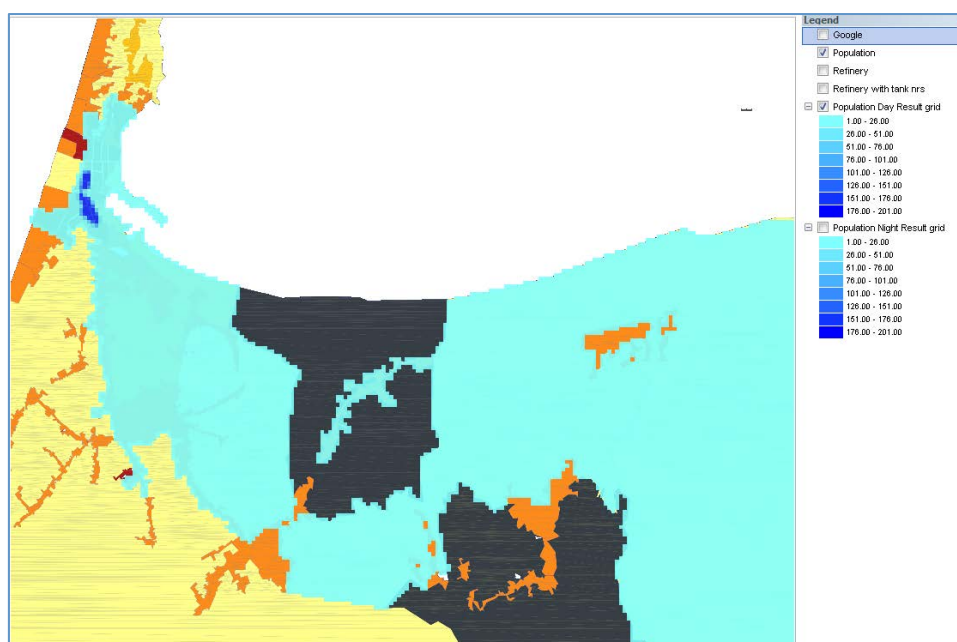 Legend
Google
Population
Refinery
Refinery with tank nrs
Population Day Result grid
1.00 - 26.00
26.00 - 51.00
51.00 - 76.00
76.00 - 101.00
101.00 - 126.00
126.00 - 151.00
151.00 - 176.00
176.00 - 201.00
Population Night Result grid
1.00 - 26.00
26.00 - 51.00
51.00 - 76.00
76.00 - 101.00
101.00 - 126.00
126.00 - 151.00
151.00 - 176.00
176.00 - 201.00